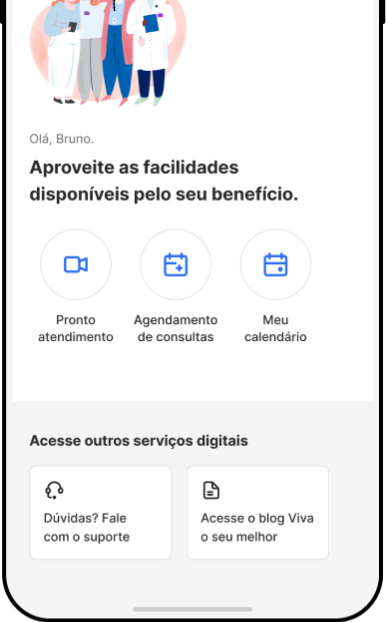 Olá, Bruno.
Aproveite as facilidades
disponíveis pelo seu benefício.
Pronto
atendimento
Agendamento
de consultas
Meu
calendário
Acesse outros serviços digitais
Dúvidas? Fale
com o suporte
Acesse o blog Viva
o seu melhor